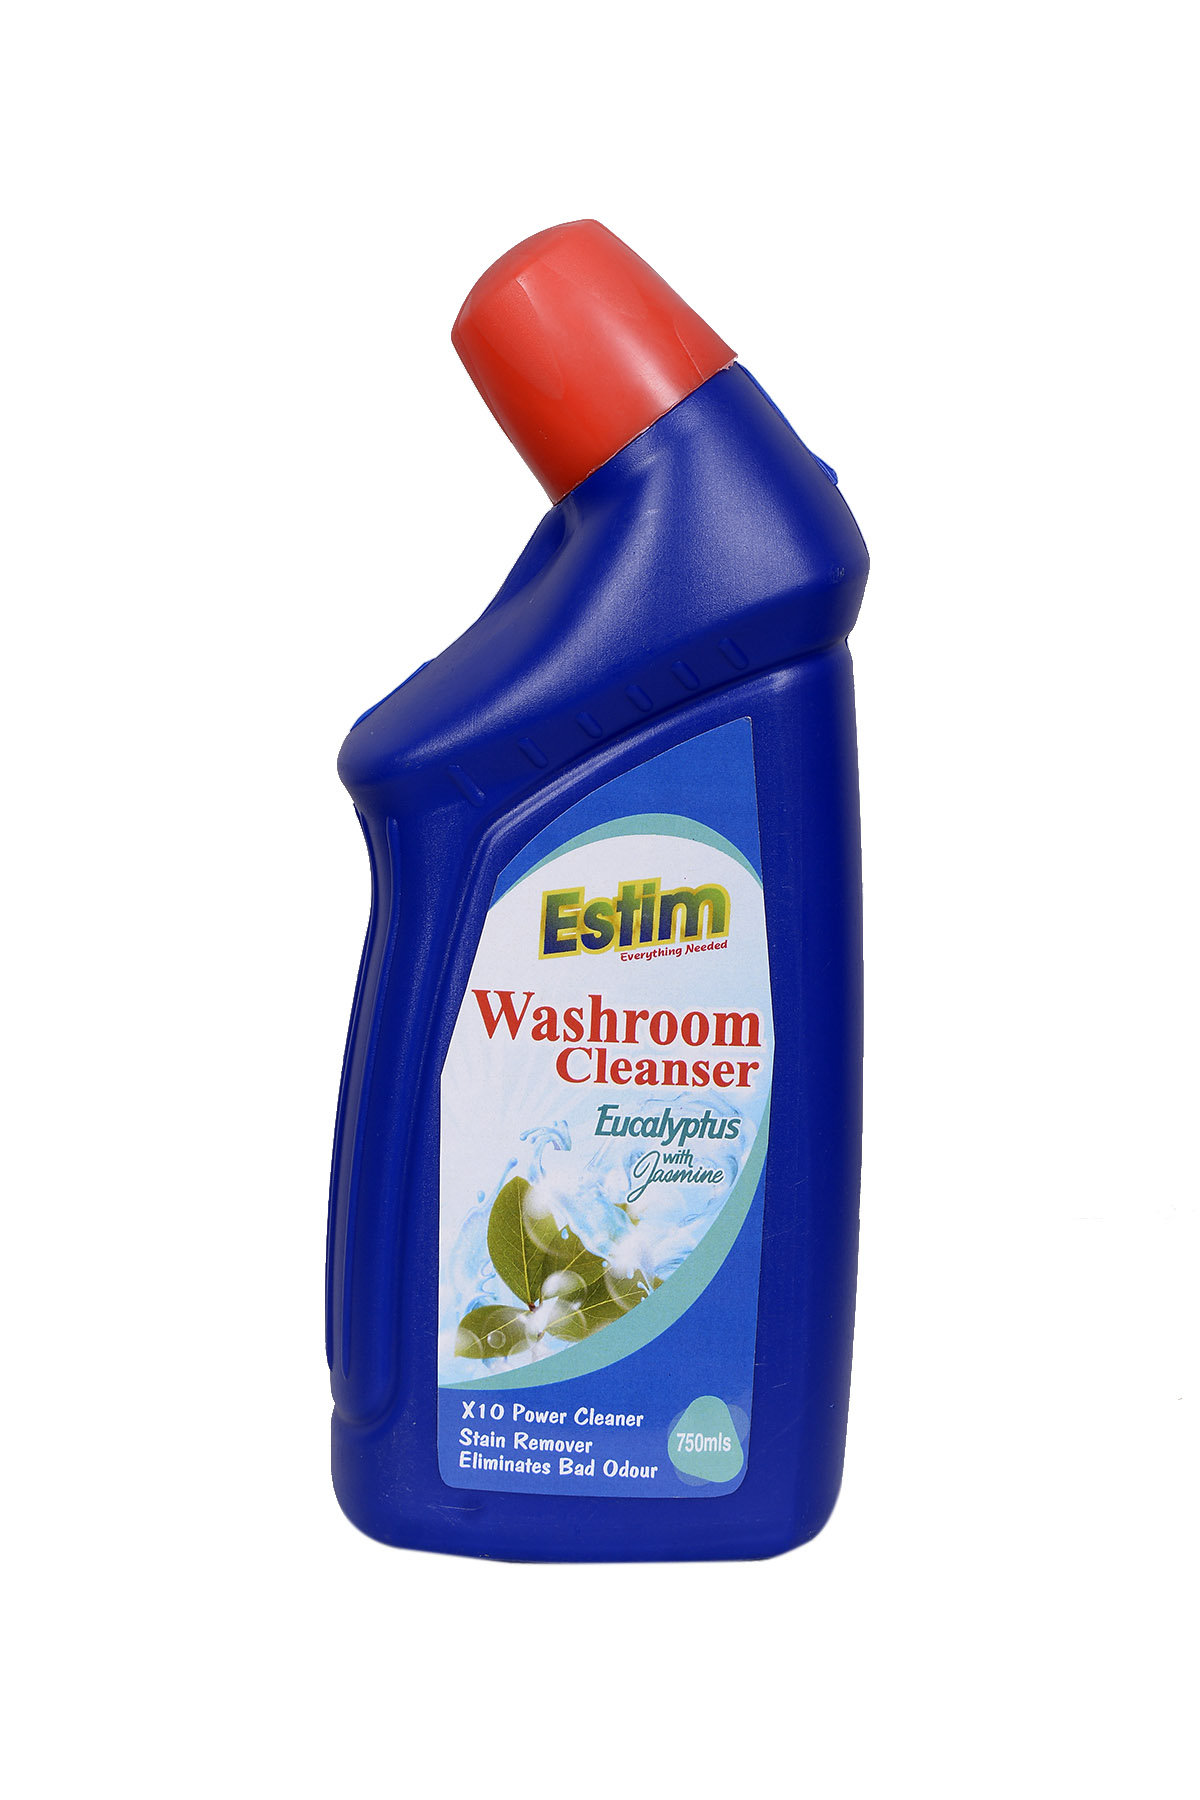 Estim
Everything Needed
Washroom
Cleanser
Eucalyptus
with
Jasmine
X10 Power Cleaner
Stain Remover
Eliminates Bad Odour
750mls